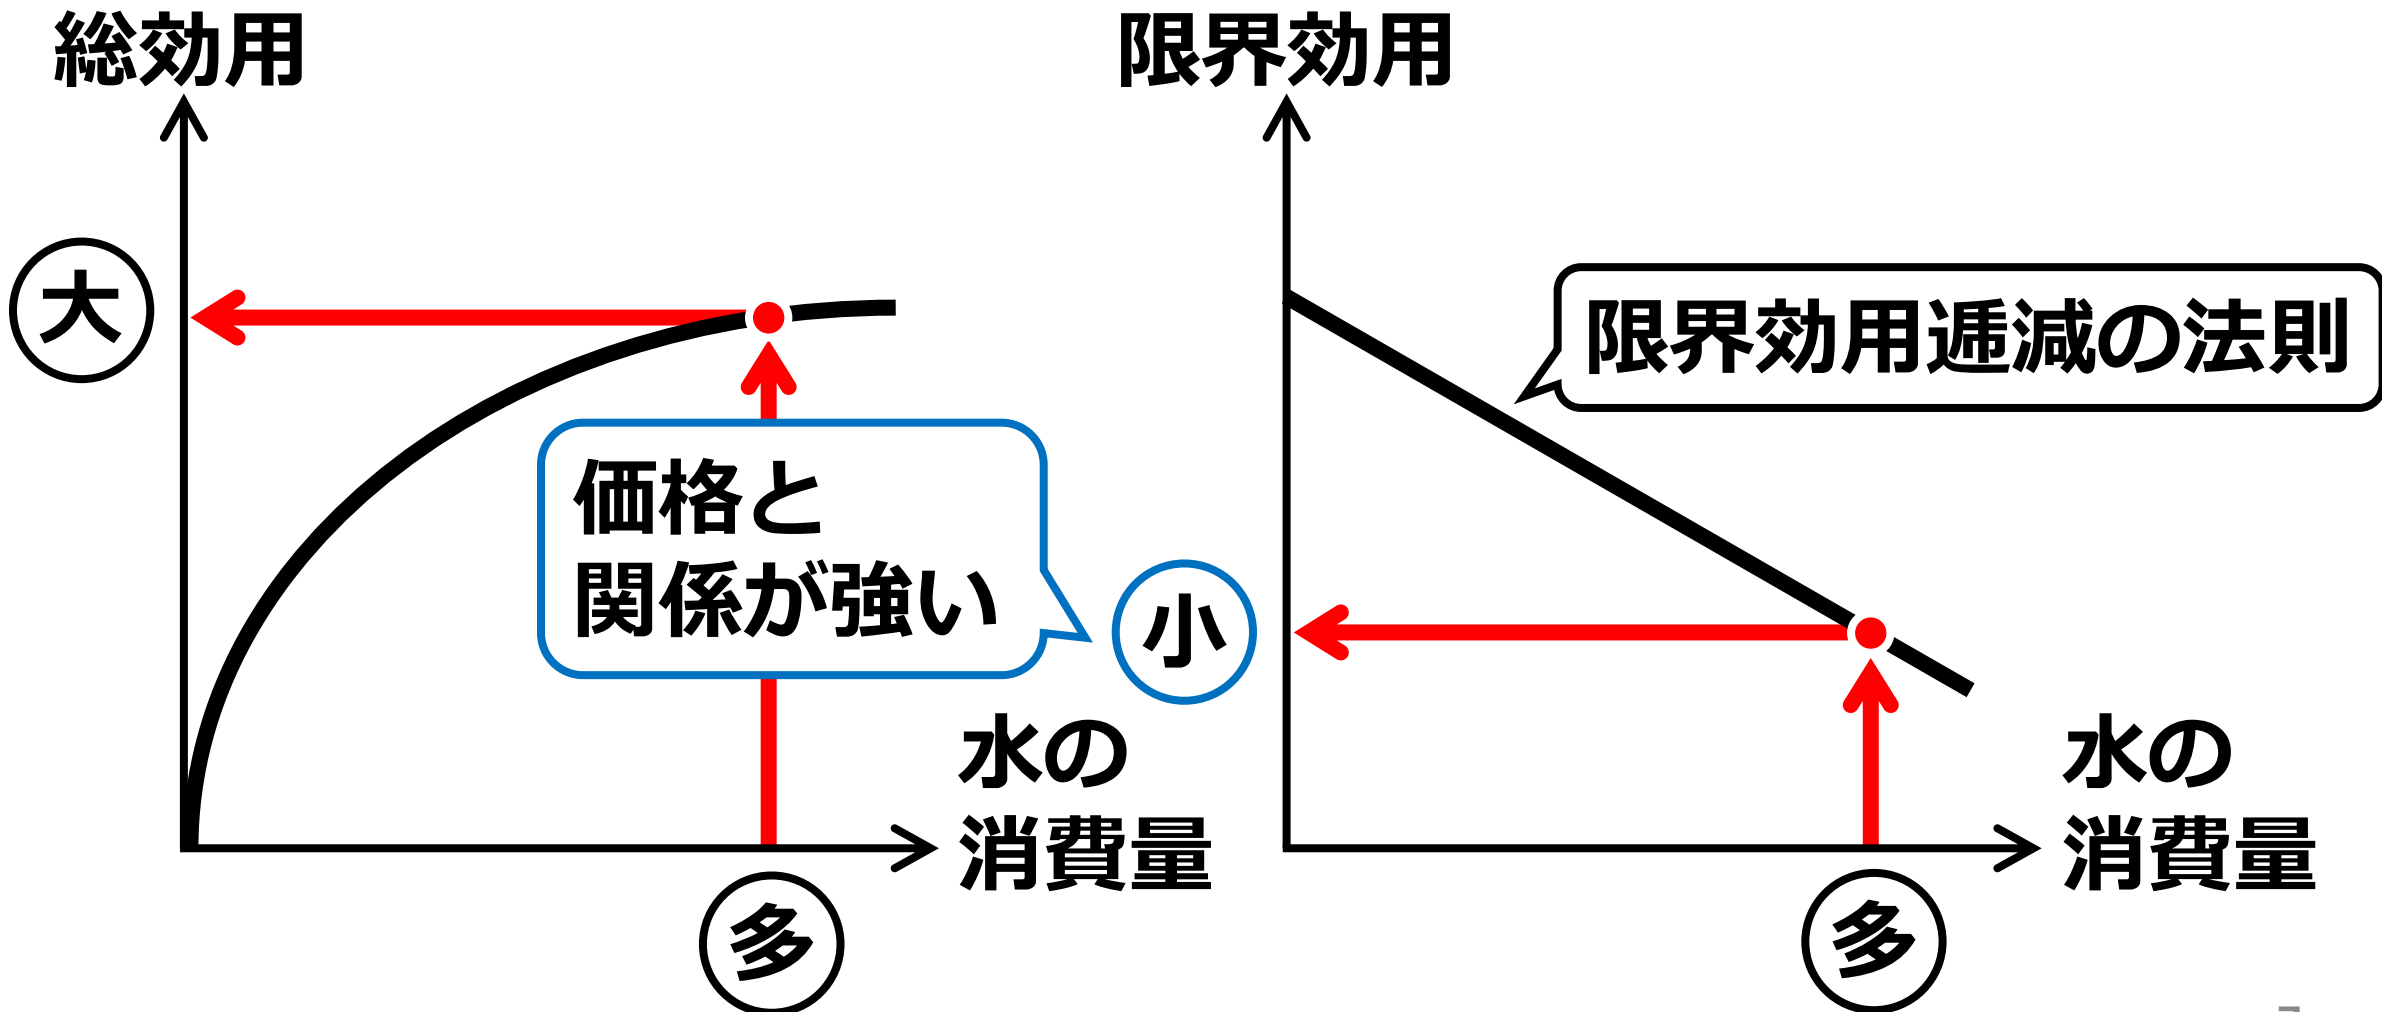 総効用
大
価格と
関係が強い
多
水の
消費量
限界効用
限界効用逓減の法則
小
多
水の
消費量